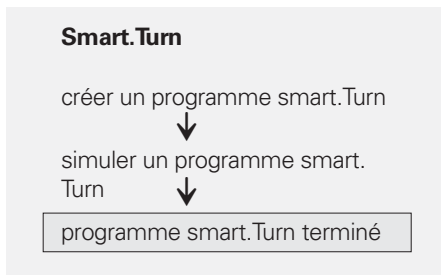 Smart.Turn
créer un programme smart.Turn
simuler un programme smart.
Turn
programme smart.Turn terminé